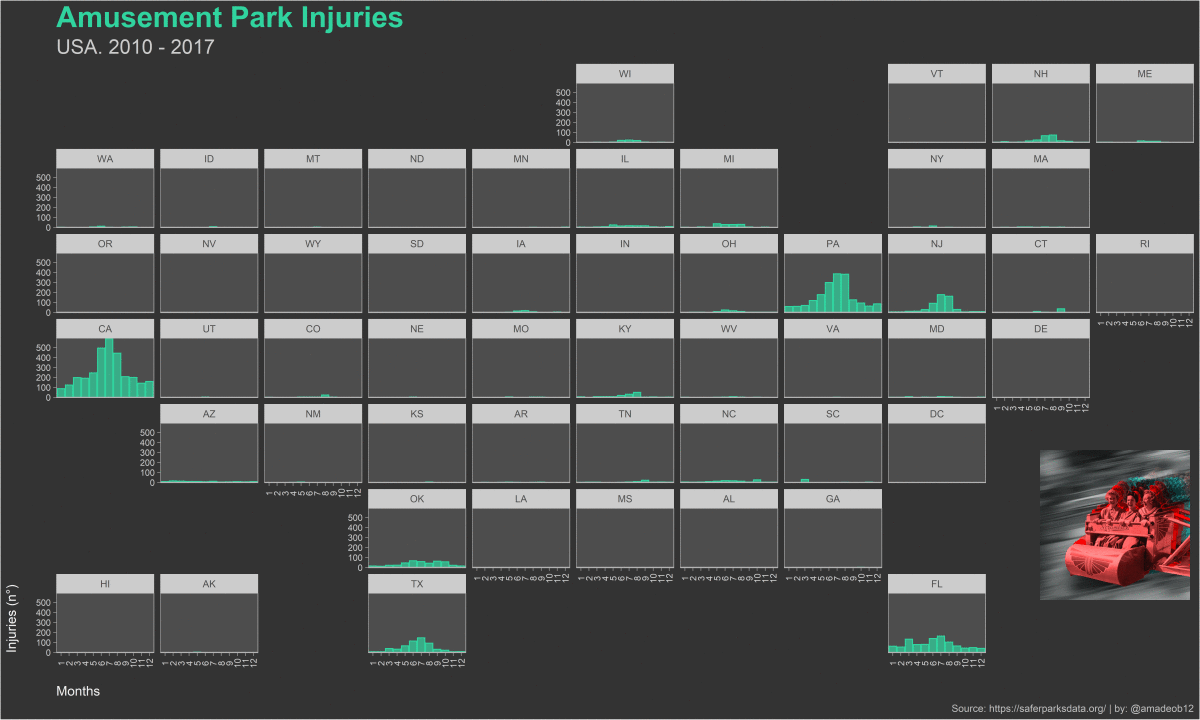 Amusement Park Injuries
USA. 2010 - 2017
WI VT NH ME
500
400
300
200
100
0
WA ID MT ND MN IL MI NY MA
500
400
300
200
100
0
OR NV WY SD IA IN OH PA NJ CT RI
500
400
300
200
100
0
1 2 3 4 5 6 7 8 9 10 11 12
CA UT CO NE MO KY WV VA MD DE
500
400
300
200
100
0
1 2 3 4 5 6 7 8 9 10 11 12
AZ NM KS AR TN NC SC DC
500
400
300
200
100
0
1 2 3 4 5 6 7 8 9 10 11 12
OK LA MS AL GA
500
400
300
200
100
0
1 2 3 4 5 6 7 8 9 10 11 12 1 2 3 4 5 6 7 8 9 10 11 12 1 2 3 4 5 6 7 8 9 10 11 12 1 2 3 4 5 6 7 8 9 10 11 12
HI AK TX FL
500
400
300
200
100
0
1 2 3 4 5 6 7 8 9 10 11 12 1 2 3 4 5 6 7 8 9 10 11 12 1 2 3 4 5 6 7 8 9 10 11 12 1 2 3 4 5 6 7 8 9 10 11 12
Injuries (n°)
Months
Source: https://saferparksdata.org/ | by: @amadeob12